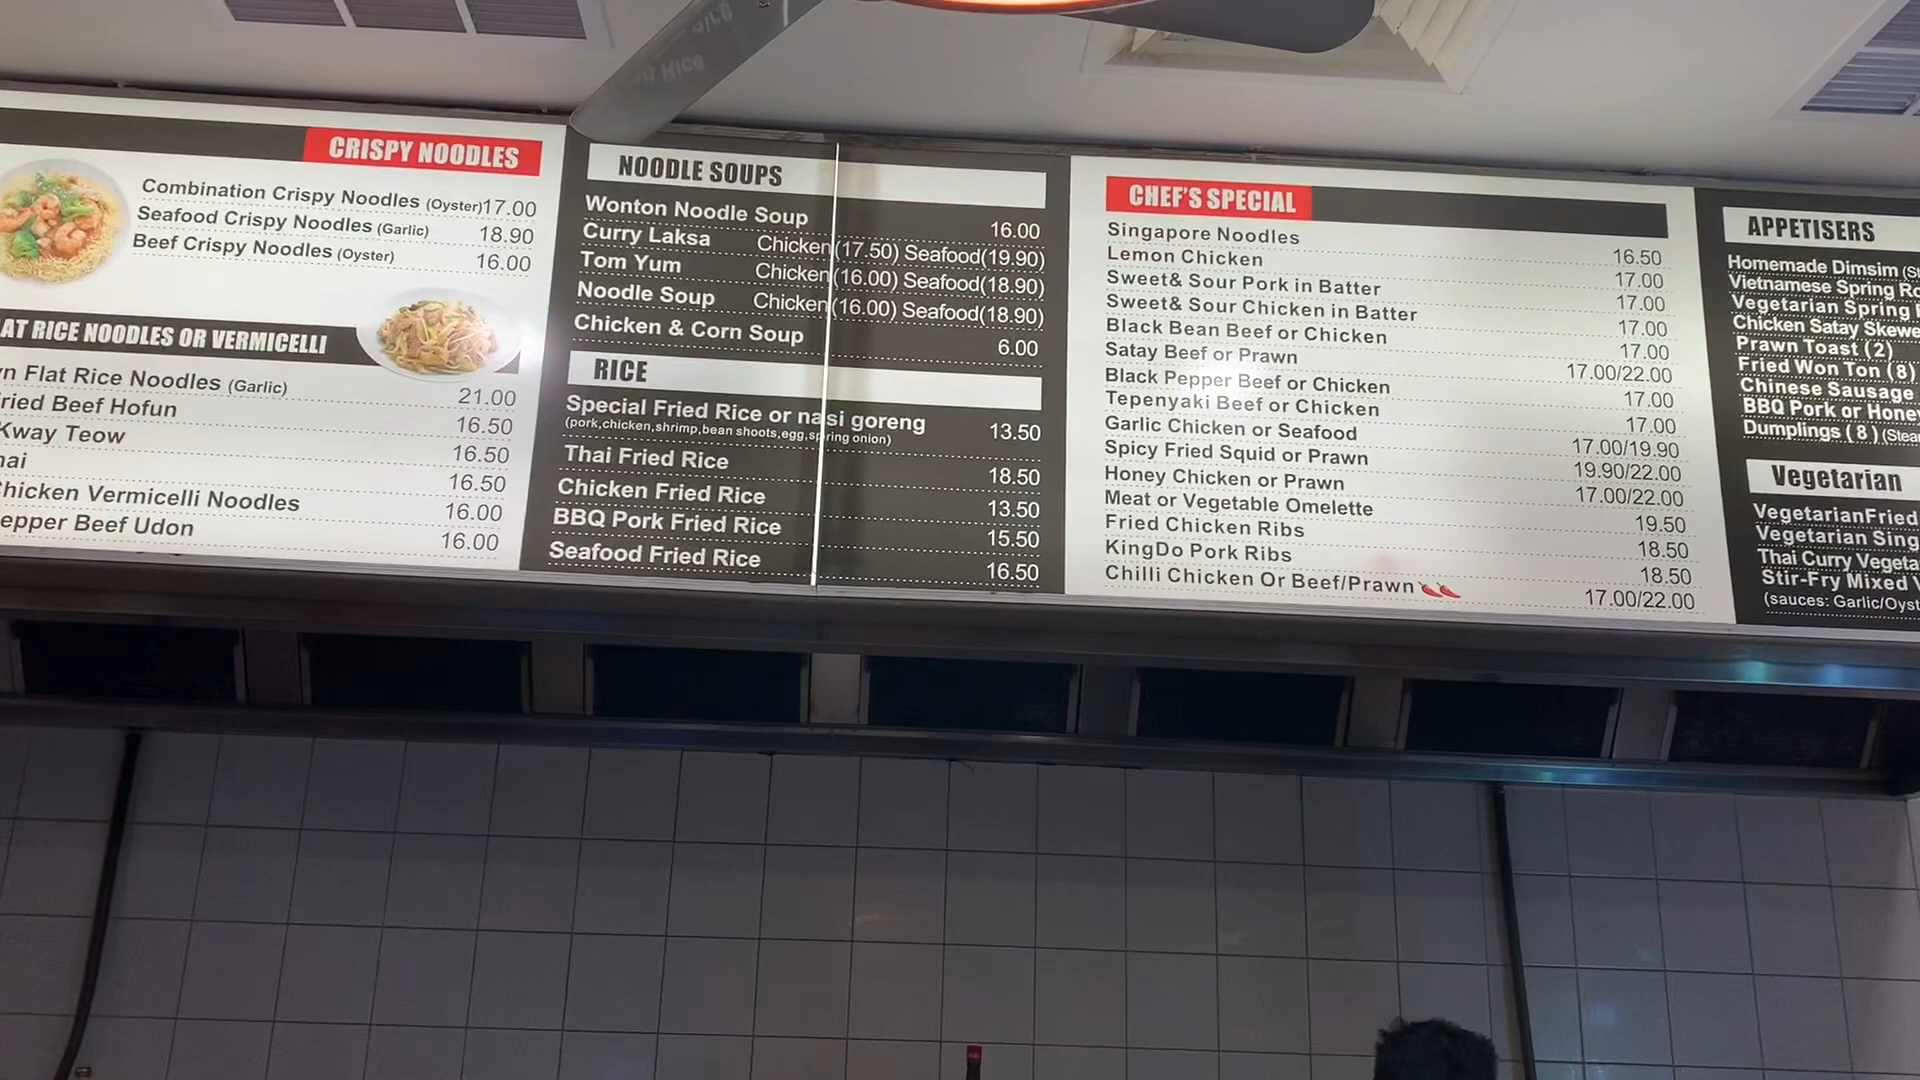 CRISPY NOODLES
Combination Crispy Noodles (Oyster) 17.00
Seafood Crispy Noodles (Garlic) 18.90
Beef Crispy Noodles (Oyster) 16.00
RICE NOODLES OR VERMICELLI
Flat Rice Noodles (Garlic) 21.00
Beef Hofun 16.50
Kway Teow 16.50
16.50
Vermicelli Noodles 16.00
Beef Udon 16.00
NOODLE SOUPS
Wonton Noodle Soup 16.00
Curry Laksa Chicken(17.50) Seafood(19.90)
Tom Yum Chicken(16.00) Seafood(18.90)
Noodle Soup Chicken(16.00) Seafood(18.90)
Chicken & Corn Soup 6.00
RICE
Special Fried Rice or nasi goreng 13.50
(pork,chicken,shrimp,bean shoots,egg,spring onion)
Thai Fried Rice 18.50
Chicken Fried Rice 13.50
BBQ Pork Fried Rice 15.50
Seafood Fried Rice 16.50
CHEF'S SPECIAL
Singapore Noodles 16.50
Lemon Chicken 17.00
Sweet& Sour Pork in Batter 17.00
Sweet& Sour Chicken in Batter 17.00
Black Bean Beef or Chicken 17.00
Satay Beef or Prawn 17.00/22.00
Black Pepper Beef or Chicken 17.00
Tepenyaki Beef or Chicken 17.00
Garlic Chicken or Seafood 17.00/19.90
Spicy Fried Squid or Prawn 19.90/22.00
Honey Chicken or Prawn 17.00/22.00
Meat or Vegetable Omelette 19.50
Fried Chicken Ribs 18.50
KingDo Pork Ribs 18.50
Chilli Chicken Or Beef/Prawn 17.00/22.00
APPETISERS
Homemade Dimsim
Vietnamese Spring
Vegetarian Spring
Chicken Satay
Prawn Toast (2)
Fried Won Ton (8)
Chinese Sausage
BBQ Pork or Honey
Dumplings ( 8 )
Vegetarian
VegetarianFried
Vegetarian
Thai Curry
Stir-Fry Mixed
(sauces: Garlic/